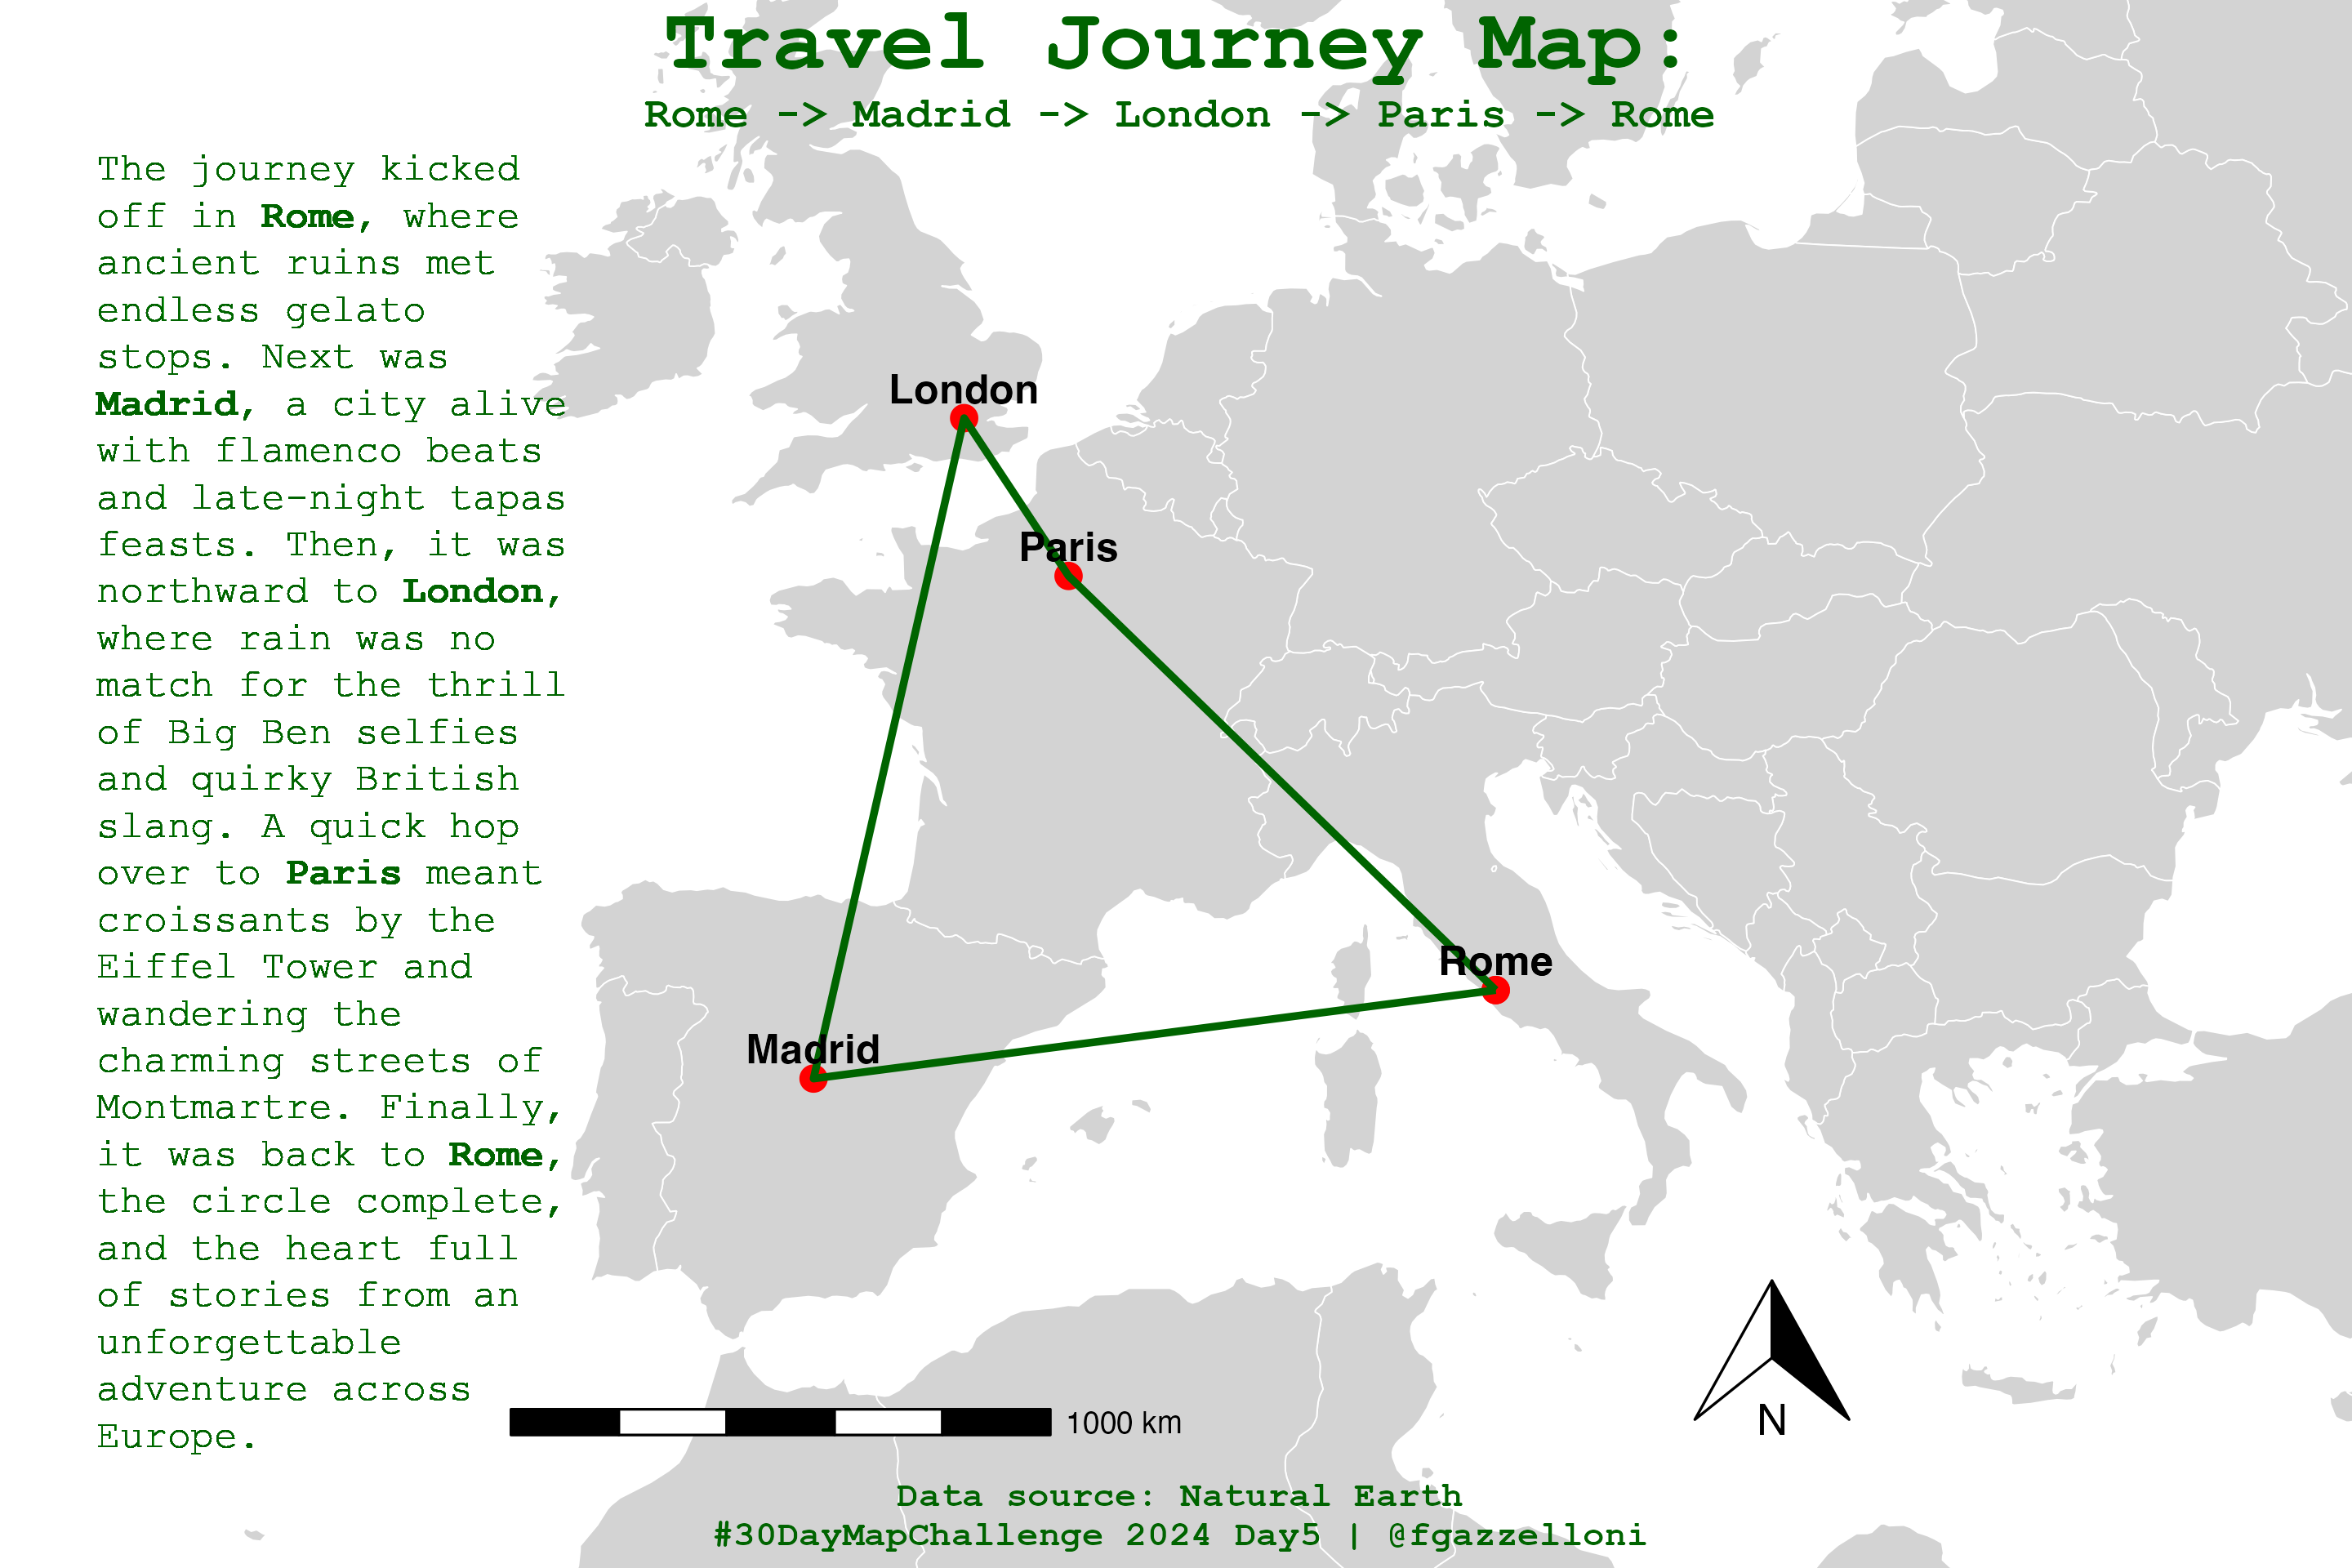 Travel Journey Map:
Rome -> Madrid -> London -> Paris -> Rome
The journey kicked
off in Rome, where
ancient ruins met
endless gelato
stops. Next was
Madrid, a city alive
with flamenco beats
and late-night tapas
feasts. Then, it was
northward to London,
where rain was no
match for the thrill
of Big Ben selfies
and quirky British
slang. A quick hop
over to Paris meant
croissants by the
Eiffel Tower and
wandering the
charming streets of
Montmartre. Finally,
it was back to Rome,
the circle complete,
and the heart full
of stories from an
unforgettable
adventure across
Europe.
London
Paris
Rome
Madrid
1000 km
N
Data source: Natural Earth
#30DayMapChallenge 2024 Day5 | @fgazzelloni